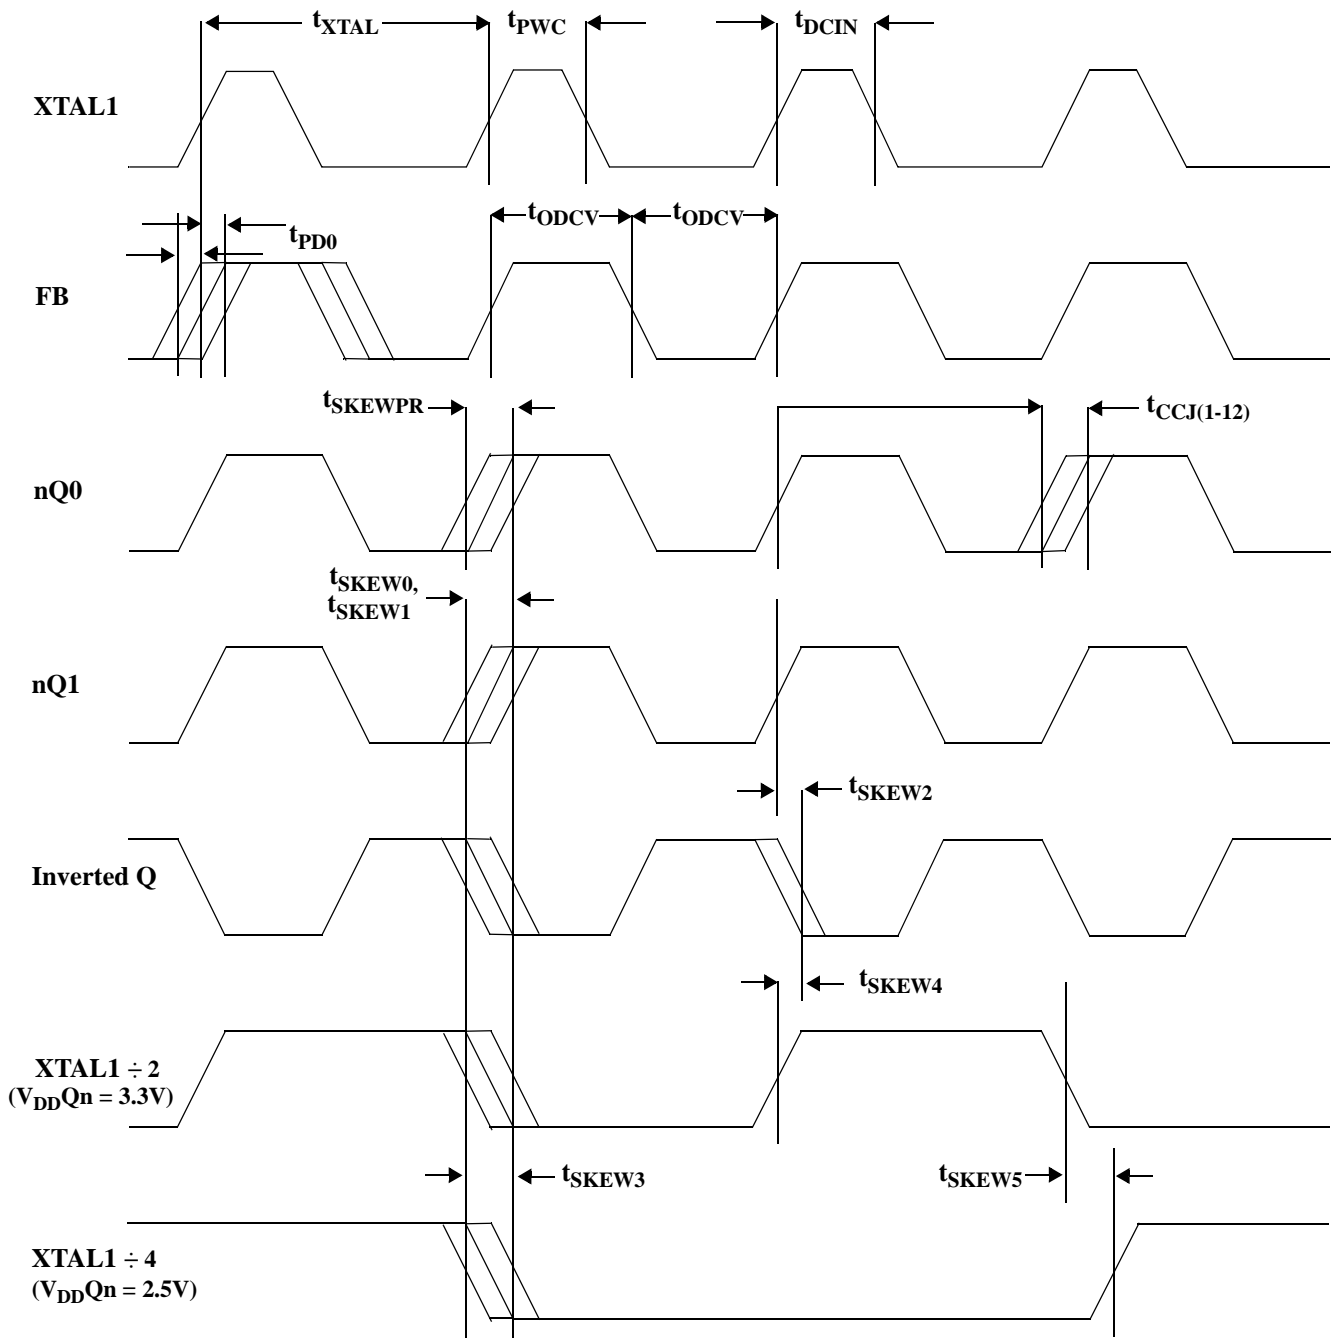 tXTAL tPWC tDCIN
XTAL1
tODCV tODCV
tPD0
FB
tSKEWPR tCCJ(1-12)
nQ0
tSKEW0,
tSKEW1
nQ1
tSKEW2
Inverted Q
tSKEW4
XTAL1 ÷ 2
(VDDQn = 3.3V)
tSKEW3 tSKEW5
XTAL1 ÷ 4
(VDDQn = 2.5V)